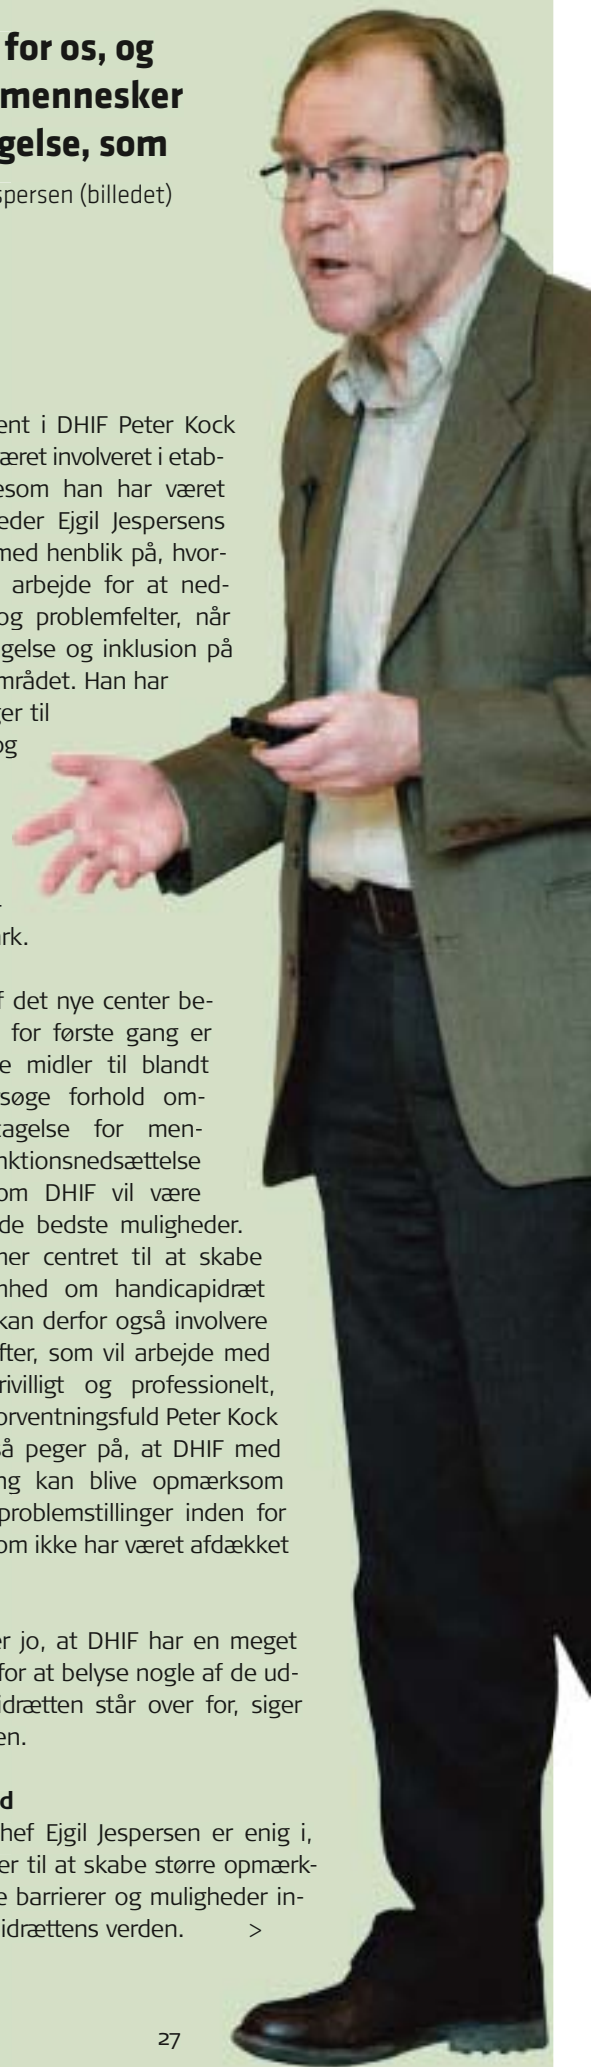 for os, og
mennesker
gelse, som
spersen (billedet)
ent i DHIF Peter Kock
æret involveret i etab-
esom han har været
eder Ejgil Jespersens
med henblik på, hvor-
arbejde for at ned-
og problemfelter, når
gelse og inklusion på
mrådet. Han har
ger til
og
rk.
f det nye center be-
for første gang er
e midler til blandt
søge forhold om-
agelse for men-
nktionsnedsættelse
om DHIF vil være
de bedste muligheder.
mer centret til at skabe
nhed om handicapidræt
kan derfor også involvere
fter, som vil arbejde med
rivilligt og professionelt,
orventningsfuld Peter Kock
så peger på, at DHIF med
ng kan blive opmærksom
problemstillinger inden for
om ikke har været afdækket
er jo, at DHIF har en meget
for at belyse nogle af de ud-
idrætten står over for, siger
en.
d
hef Ejgil Jespersen er enig i,
er til at skabe større opmærk-
e barrierer og muligheder in-
idrættens verden. >
27